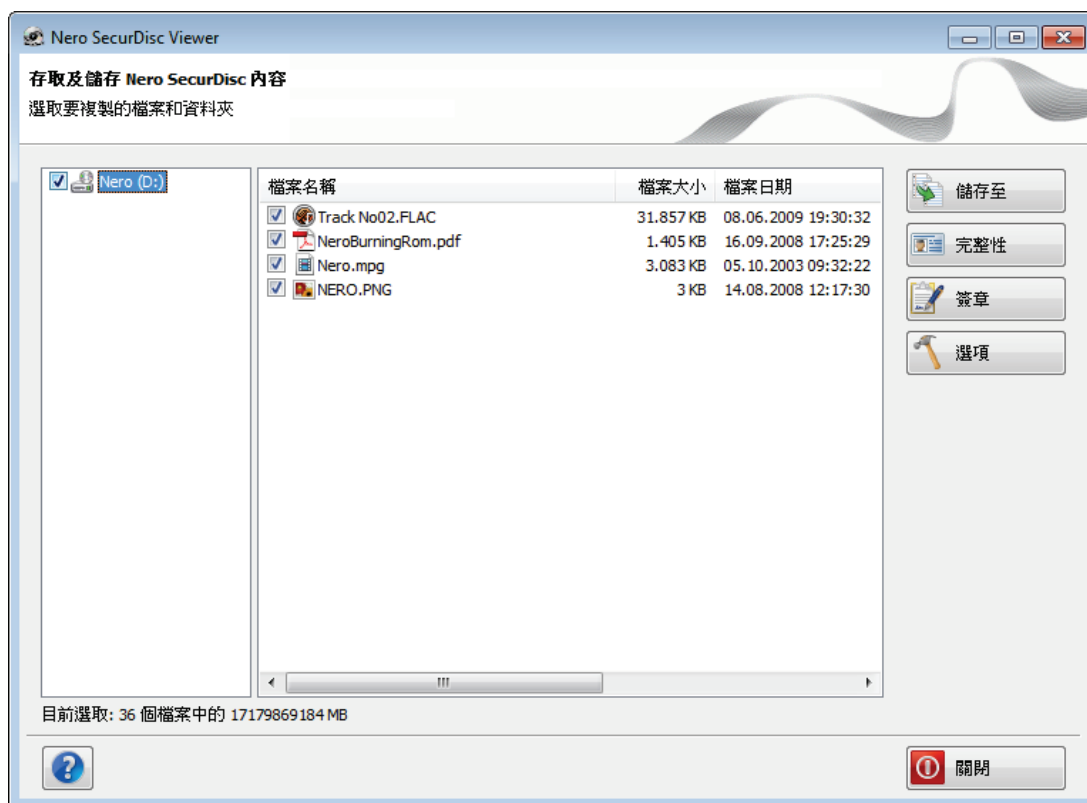 Nero SecurDisc Viewer
存取及儲存 Nero SecurDisc 內容
選取要複製的檔案和資料夾
Nero (D:)
檔案名稱 檔案大小 檔案日期
Track No02.FLAC 31.857 KB 08.06.2009 19:30:32
NeroBurningRom.pdf 1.405 KB 16.09.2008 17:25:29
Nero.mpg 3.083 KB 05.10.2003 09:32:22
NERO.PNG 3 KB 14.08.2008 12:17:30
儲存至
完整性
簽章
選項
目前選取: 36 個檔案中的 17179869184 MB
關閉